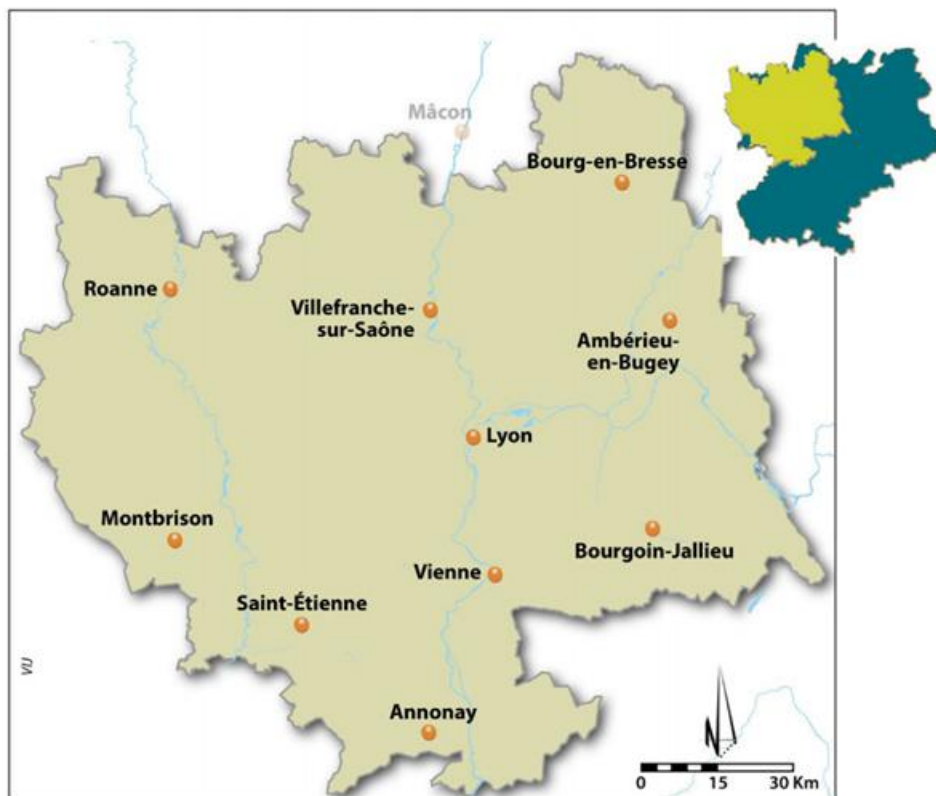 Mâcon
Bourg-en-Bresse
Roanne
Villefranche-
sur-Saône
Ambérieu-
en-Bugey
Lyon
Montbrison
Bourgoin-Jallieu
Vienne
Saint-Étienne
VU
Annonay
N
0 15 30 Km